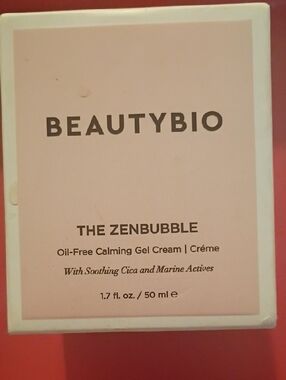 BEAUTYBIO
THE ZENBUBBLE
Oil-Free Calming Gel Cream | Créme
With Soothing Cica and Marine Actives
1.7 fl. oz. / 50 ml ℮